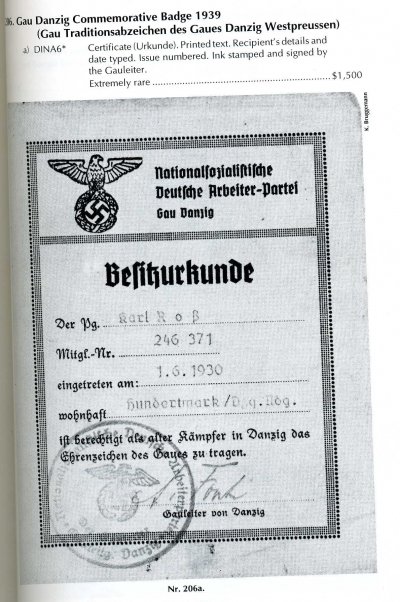 36. Gau Danzig Commemorative Badge 1939
(Gau Traditionsabzeichen des Gaues Danzig Westpreussen)
a) DINA6* Certificate (Urkunde). Printed text. Recipient's details and
date typed. Issue numbered. Ink stamped and signed by
the Gauleiter.
Extremely rare ............ $1,500
K. Bruggemann
Nationalsozialistische
Deutsche Arbeiter-Partei
Gau Danzig
Besitzurkunde
Der Pg. Karl Roß
Mitgl.-Nr. 246 371
eingetreten am: 1.6.1930
wohnhaft Hundertmark/
ist berechtigt als alter Kämpfer in Danzig das
Ehrenzeichen des Gaues zu tragen.
Gauleiter von Danzig
Nr. 206a.